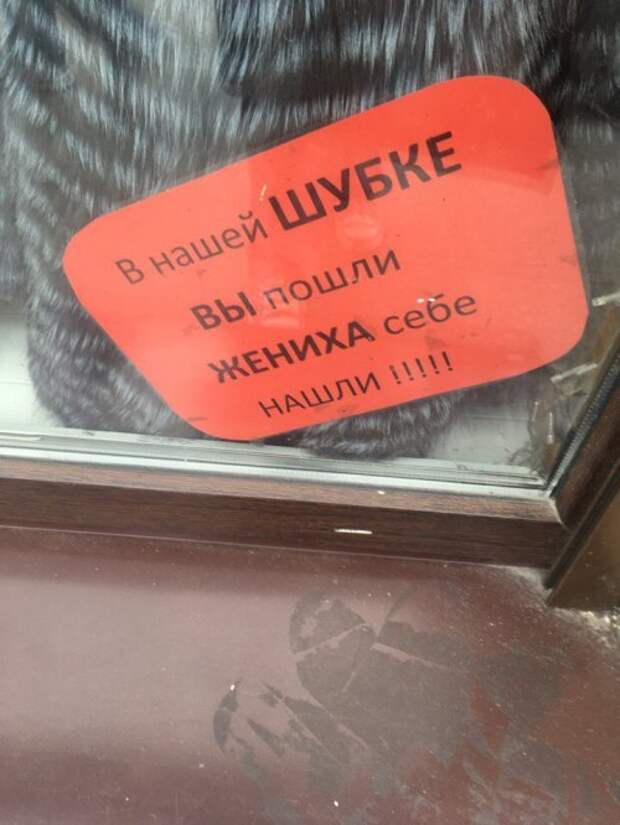 В нашей ШУБКЕ
ВЫ пошли
ЖЕНИХА себе
нашли !!!!!